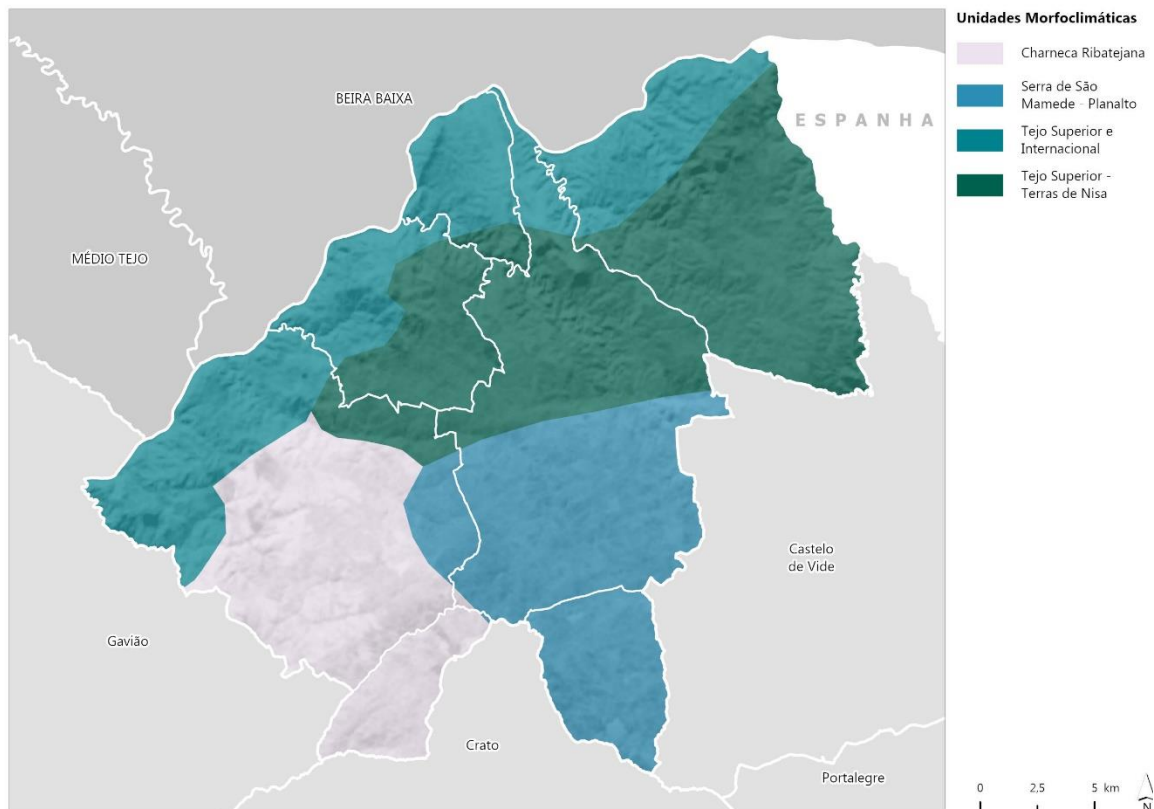 Unidades Morfoclimáticas
Charneca Ribatejana
Serra de São
Mamede - Planalto
Tejo Superior e
Internacional
Tejo Superior -
Terras de Nisa
BEIRA BAIXA
ESPANHA
MÉDIO TEJO
Castelo
de Vide
Gavião
Crato
Portalegre
0 2,5 5 km
N